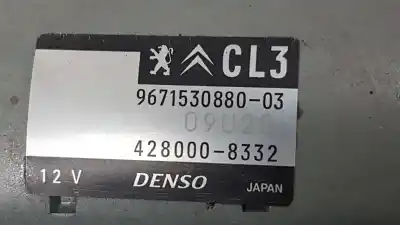 CL3
9671530880-03
428000-8332
12 V DENSO JAPAN